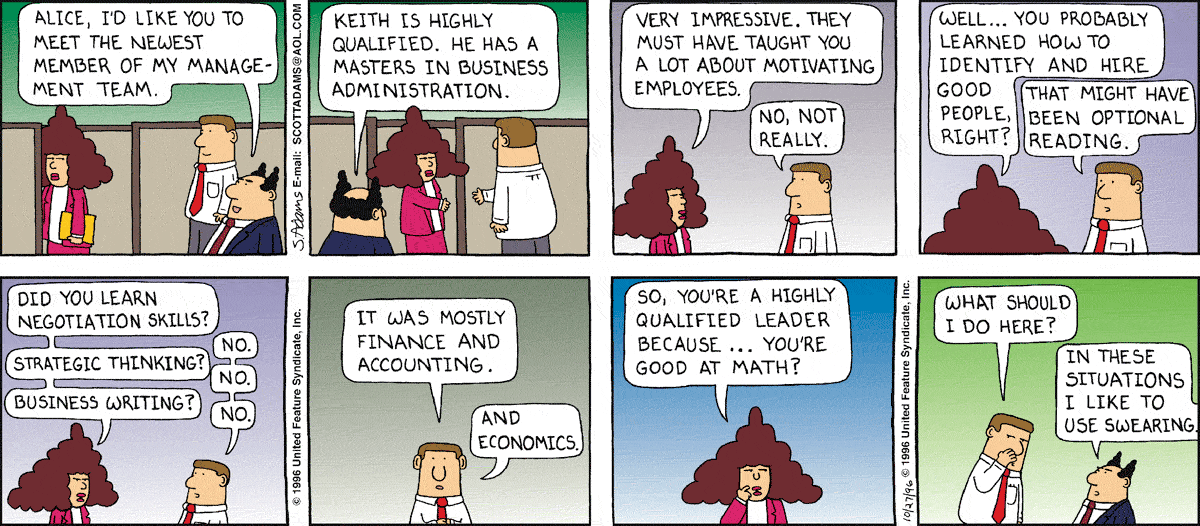 ALICE, I'D LIKE YOU TO
MEET THE NEWEST
MEMBER OF MY MANAGE-
MENT TEAM.
S.Adams E-mail: SCOTTADAMS@AOL.COM
KEITH IS HIGHLY
QUALIFIED. HE HAS A
MASTERS IN BUSINESS
ADMINISTRATION.
VERY IMPRESSIVE. THEY
MUST HAVE TAUGHT YOU
A LOT ABOUT MOTIVATING
EMPLOYEES.
NO, NOT
REALLY.
WELL... YOU PROBABLY
LEARNED HOW TO
IDENTIFY AND HIRE
GOOD
PEOPLE,
RIGHT?
THAT MIGHT HAVE
BEEN OPTIONAL
READING.
DID YOU LEARN
NEGOTIATION SKILLS?
NO.
STRATEGIC THINKING?
NO.
BUSINESS WRITING?
NO.
© 1996 United Feature Syndicate, Inc.
IT WAS MOSTLY
FINANCE AND
ACCOUNTING.
AND
ECONOMICS.
SO, YOU'RE A HIGHLY
QUALIFIED LEADER
BECAUSE ... YOU'RE
GOOD AT MATH?
10/27/96 © 1996 United Feature Syndicate, Inc.
WHAT SHOULD
I DO HERE?
IN THESE
SITUATIONS
I LIKE TO
USE SWEARING.